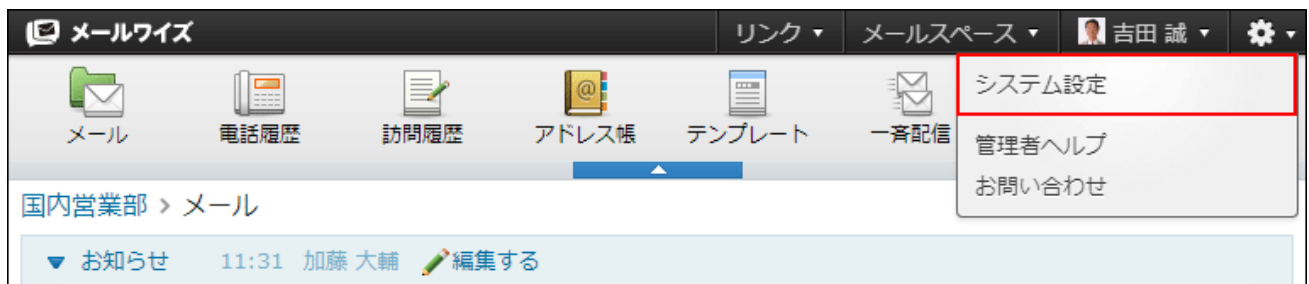 メールワイズ リンク メールスペース 吉田 誠
システム設定
管理者ヘルプ
お問い合わせ
メール 電話履歴 訪問履歴 アドレス帳 テンプレート 一斉配信
国内営業部 > メール
お知らせ 11:31 加藤 大輔 編集する